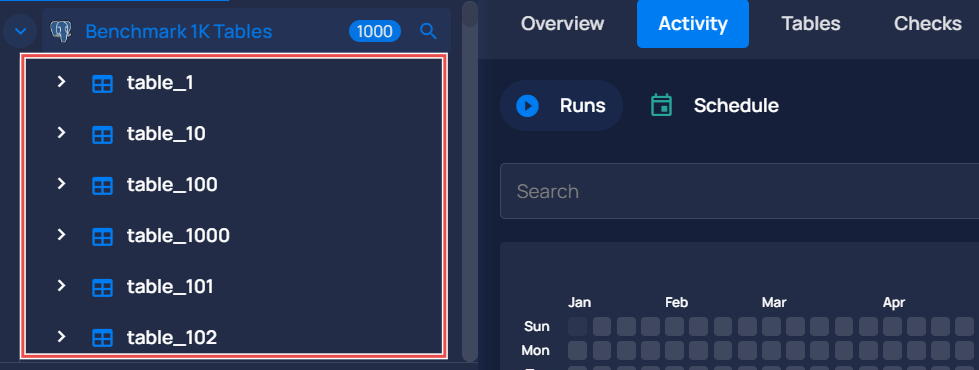 Benchmark 1K Tables 1000
table_1
table_10
table_100
table_1000
table_101
table_102
Overview Activity Tables Checks
Runs Schedule
Search
Jan Feb Mar Apr
Sun
Mon